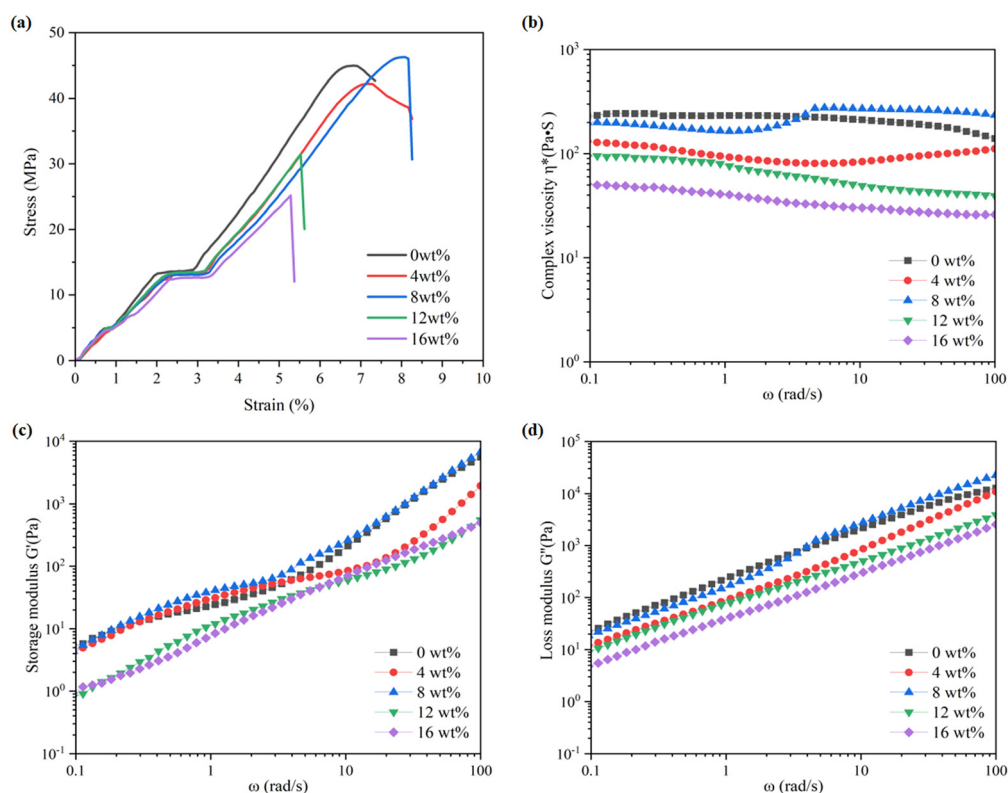 (a)
50
40
30
20
10
0
Stress (MPa)
0wt%
4wt%
8wt%
12wt%
16wt%
0 1 2 3 4 5 6 7 8 9 10
Strain (%)
(b)
10³
10²
10¹
10⁰
Complex viscosity η*(Pa•S )
0 wt%
4 wt%
8 wt%
12 wt%
16 wt%
0.1 1 10 100
ω (rad/s)
(c)
10⁴
10³
10²
10¹
10⁰
10⁻¹
Storage modulus G'(Pa)
0 wt%
4 wt%
8 wt%
12 wt%
16 wt%
0.1 1 10 100
ω (rad/s)
(d)
10⁵
10⁴
10³
10²
10¹
10⁰
10⁻¹
Loss modulus G''(Pa)
0 wt%
4 wt%
8 wt%
12 wt%
16 wt%
0.1 1 10 100
ω (rad/s)